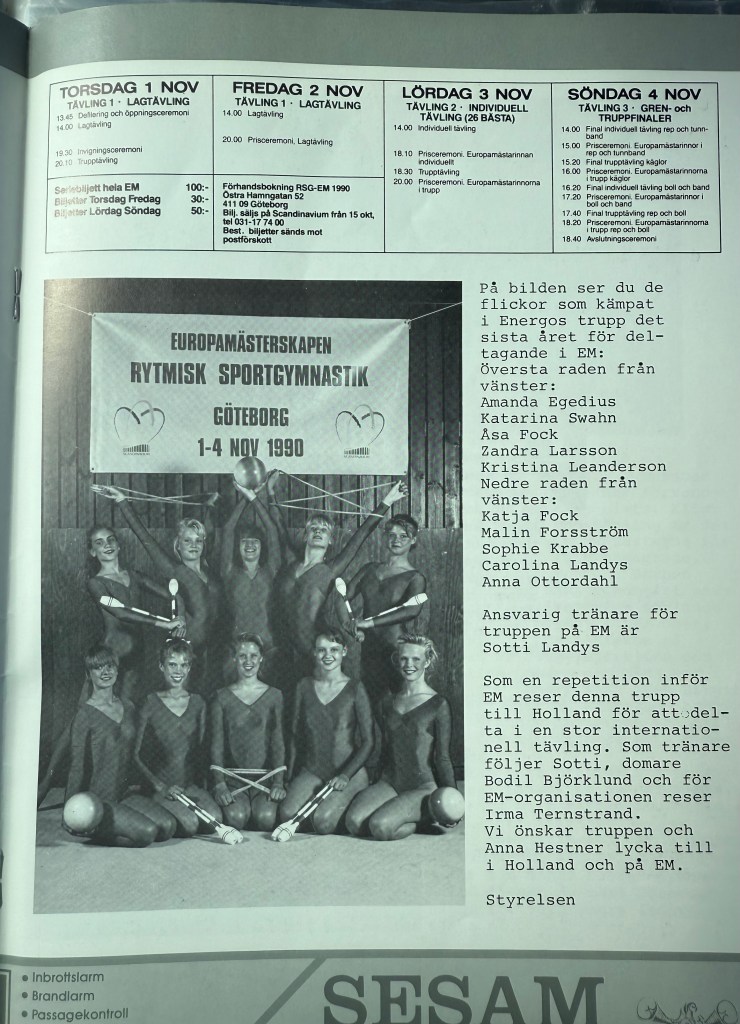 TORSDAG 1 NOV
TÄVLING 1 · LAGTÄVLING
13.45 Defilering och öppningsceremoni
14.00 Lagtävling
19.30 Invigningsceremoni
20.10 Trupptävling
Seriebiljett hela EM 100:-
Biljetter Torsdag Fredag 30:-
Biljetter Lördag Söndag 50:-
FREDAG 2 NOV
TÄVLING 1 · LAGTÄVLING
14.00 Lagtävling
20.00 Prisceremoni, Lagtävling
Förhandsbokning RSG-EM 1990
Östra Hamngatan 52
411 09 Göteborg
Bilj. säljs på Scandinavium från 15 okt,
tel 031-17 74 00
Best. biljetter sänds mot
postförskott
LÖRDAG 3 NOV
TÄVLING 2 · INDIVIDUELL
TÄVLING (26 BÄSTA)
14.00 Individuell tävling
18.10 Prisceremoni. Europamästarinnan
individuellt
18.30 Trupptävling
20.00 Prisceremoni. Europamästarinnorna
i trupp
SÖNDAG 4 NOV
TÄVLING 3 · GREN- och
TRUPPFINALER
14.00 Final individuell tävling rep och tunn-
band
15.00 Prisceremoni. Europamästarinnor i
rep och tunnband
15.20 Final trupptävling käglor
16.00 Prisceremoni. Europamästarinnorna
i trupp käglor
16.20 Final individuell tävling boll och band
17.20 Prisceremoni. Europamästarinnor i
boll och band
17.40 Final trupptävling rep och boll
18.20 Prisceremoni. Europamästarinnorna
i trupp rep och boll
18.40 Avslutningsceremoni
EUROPAMÄSTERSKAPEN
RYTMISK SPORTGYMNASTIK
GÖTEBORG
1-4 NOV 1990
På bilden ser du de
flickor som kämpat
i Energos trupp det
sista året för del-
tagande i EM:
Översta raden från
vänster:
Amanda Egedius
Katarina Swahn
Åsa Fock
Zandra Larsson
Kristina Leanderson
Nedre raden från
vänster:
Katja Fock
Malin Forsström
Sophie Krabbe
Carolina Landys
Anna Ottordahl
Ansvarig tränare för
truppen på EM är
Sotti Landys
Som en repetition inför
EM reser denna trupp
till Holland för att del-
ta i en stor internatio-
nell tävling. Som tränare
följer Sotti, domare
Bodil Björklund och för
EM-organisationen reser
Irma Ternstrand.
Vi önskar truppen och
Anna Hestner lycka till
i Holland och på EM.
Styrelsen
• Inbrottslarm
• Brandlarm
• Passagekontroll
SESAM